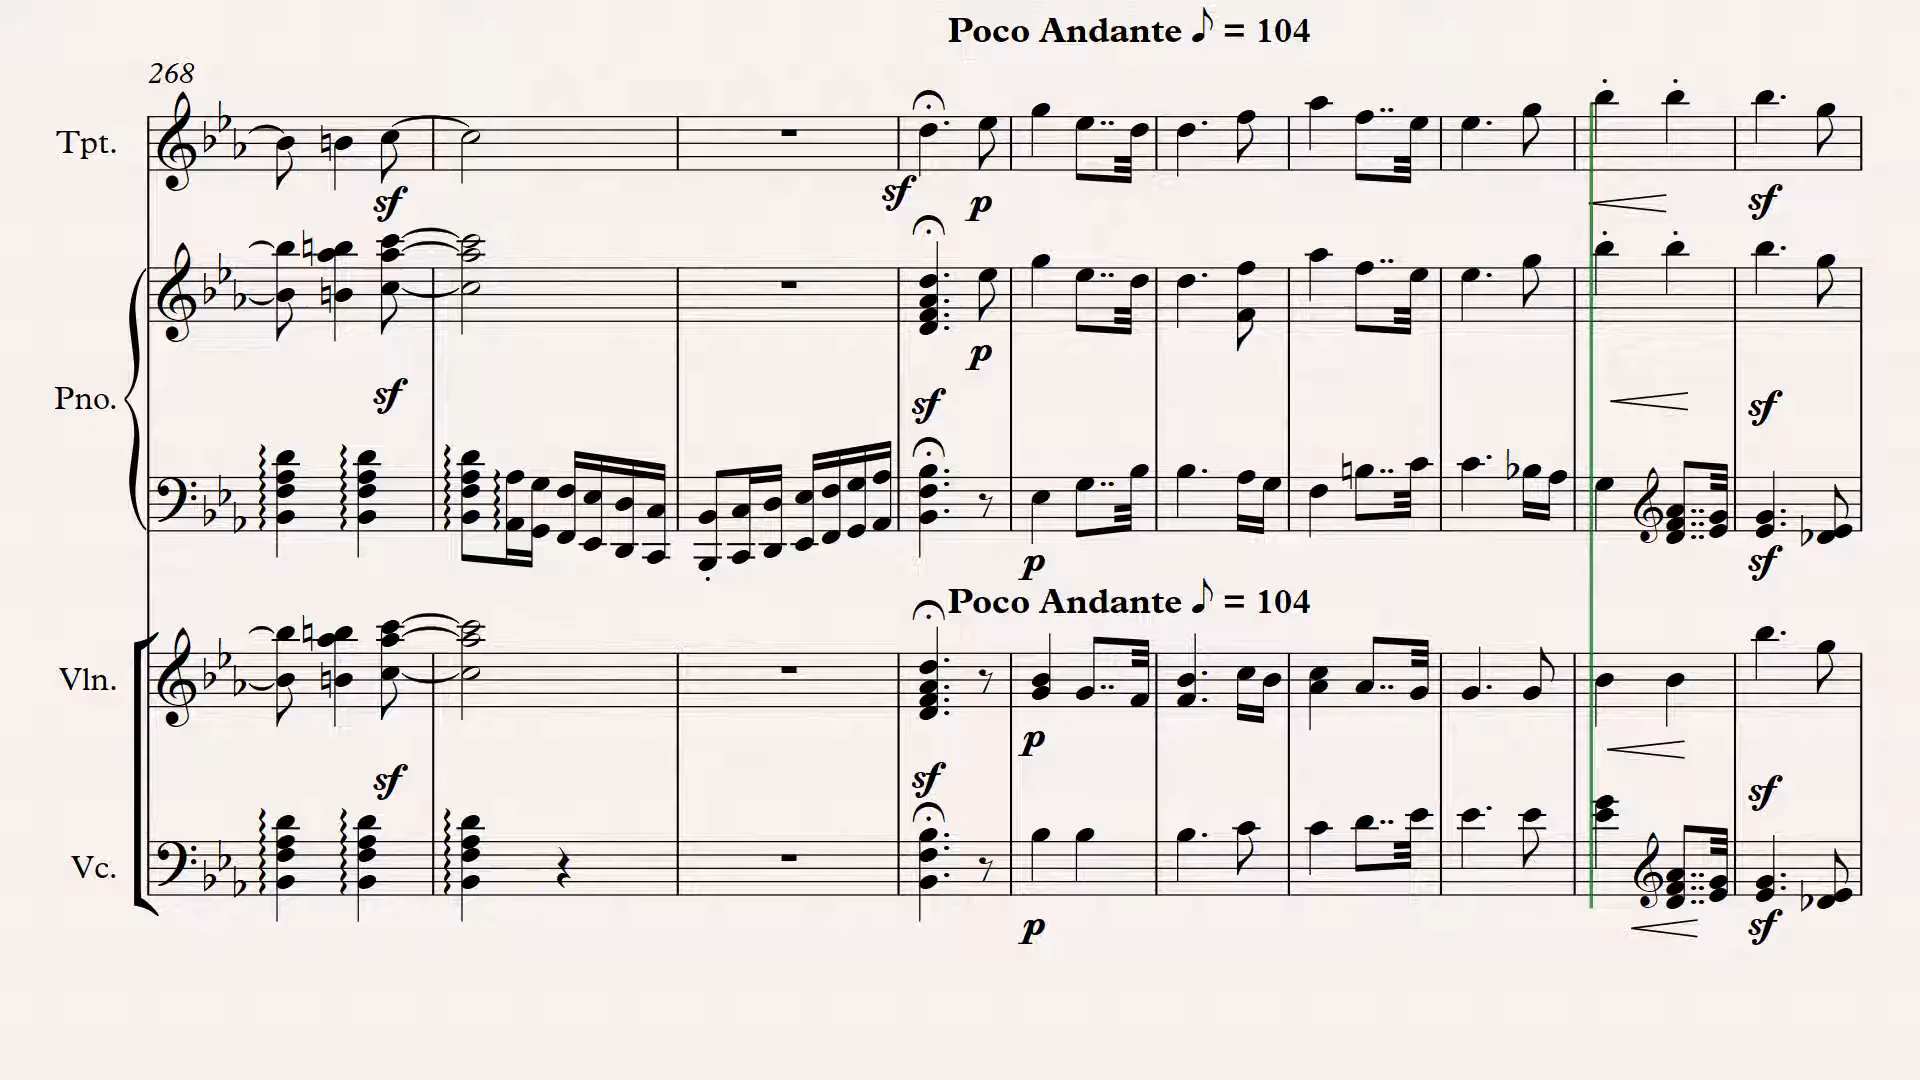 Poco Andante ♪ = 104
268
Tpt.
sf
sf
p
sf
p
Pno.
sf
sf
sf
p
sf
Poco Andante ♪ = 104
Vln.
p
sf
sf
sf
Vc.
p
sf